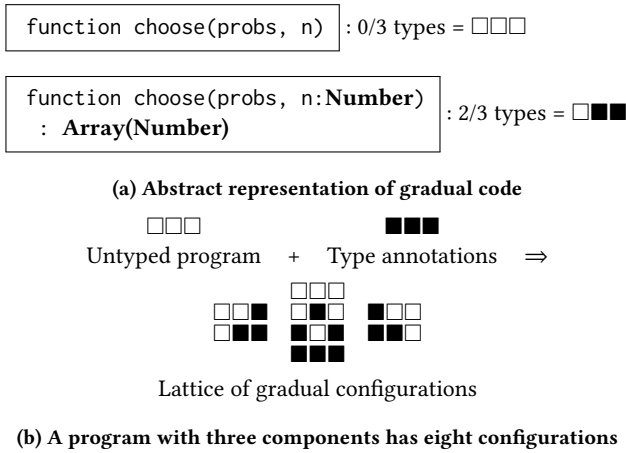 function choose(probs, n) : 0/3 types = □□□
function choose(probs, n:Number)
: Array(Number) : 2/3 types = □■■
(a) Abstract representation of gradual code
□□□ ■■■
Untyped program + Type annotations ⇒
□□□
□□■ □■□ ■□□
□■■ ■□■ ■■□
■■■
Lattice of gradual configurations
(b) A program with three components has eight configurations